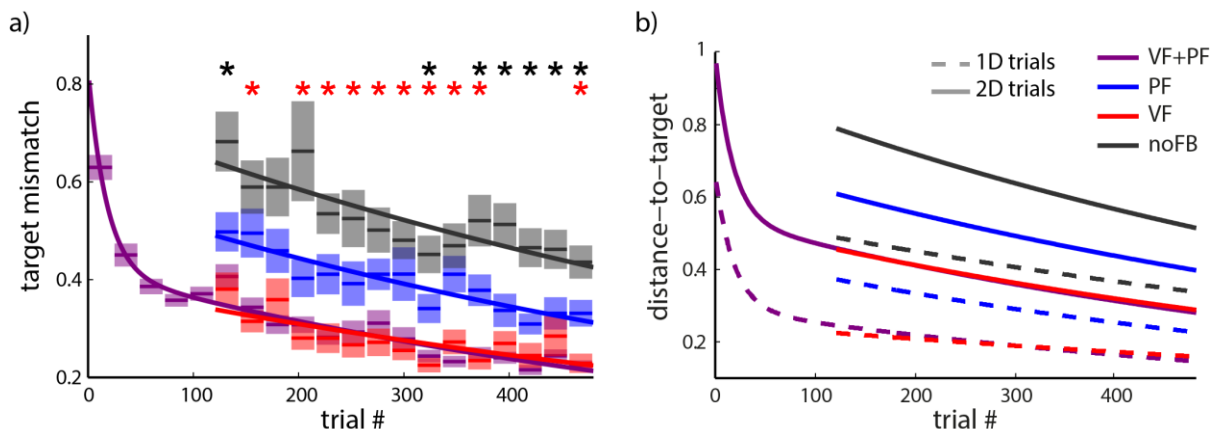 a)
* * * * * * *
* * * * * * * * * *
target mismatch
0.8
0.6
0.4
0.2
0 100 200 300 400
trial #
b)
distance-to-target
1
0.8
0.6
0.4
0.2
0 100 200 300 400
trial #
1D trials
2D trials
VF+PF
PF
VF
noFB